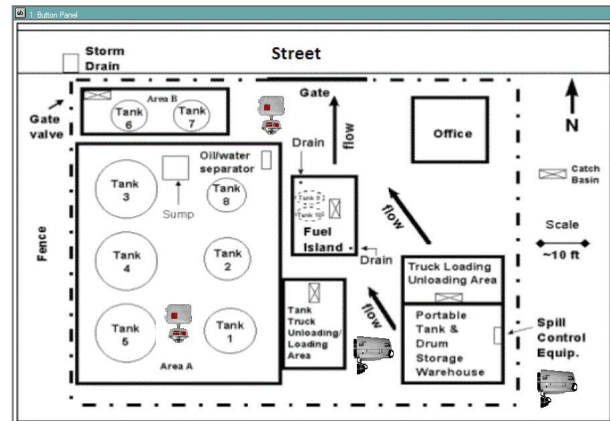 1: Button Panel
Street
Storm
Drain
Gate
valve
Area B
Tank
6
Tank
7
Gate
flow
Office
N
Catch
Basin
Scale
~10 ft
Fence
Oil/water
separator
Sump
Tank
3
Tank
8
Tank
4
Tank
2
Tank
5
Tank
1
Area A
Drain
Fuel
Island
Drain
flow
Tank
Truck
Unloading/
Loading
Area
flow
Truck Loading
Unloading Area
Portable
Tank &
Drum
Storage
Warehouse
Spill
Control
Equip.